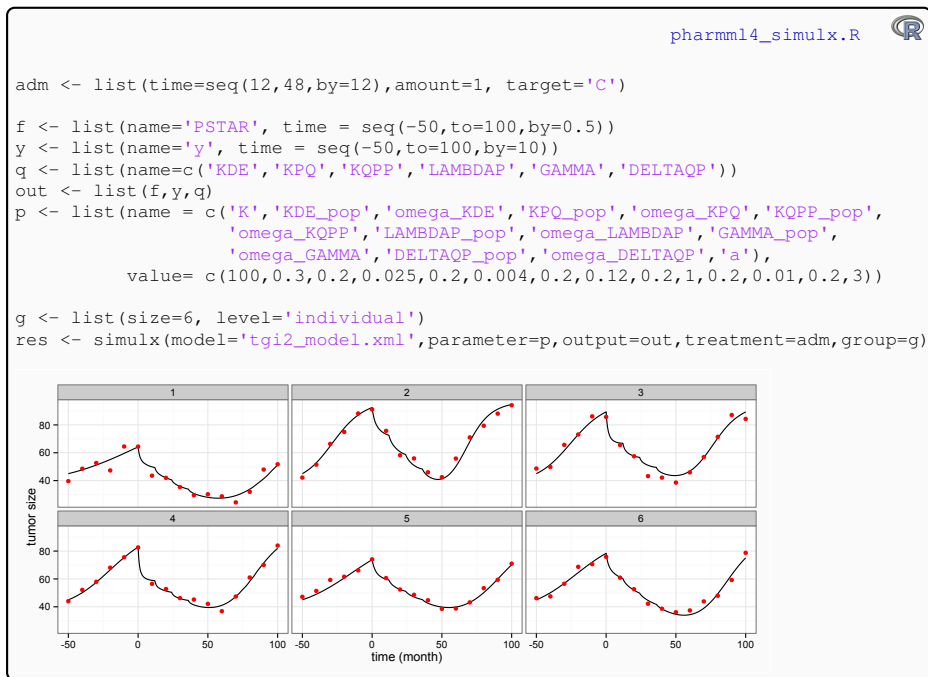 pharmml4_simulx.R
R
adm <- list(time=seq(12,48,by=12),amount=1, target='C')
f <- list(name='PSTAR', time = seq(-50,to=100,by=0.5))
y <- list(name='y', time = seq(-50,to=100,by=10))
q <- list(name=c('KDE','KPQ','KQPP','LAMBDAP','GAMMA','DELTAQP'))
out <- list(f,y,q)
p <- list(name = c('K','KDE_pop','omega_KDE','KPQ_pop','omega_KPQ','KQPP_pop',
'omega_KQPP','LAMBDAP_pop','omega_LAMBDAP','GAMMA_pop',
'omega_GAMMA','DELTAQP_pop','omega_DELTAQP','a'),
value= c(100,0.3,0.2,0.025,0.2,0.004,0.2,0.12,0.2,1,0.2,0.01,0.2,3))
g <- list(size=6, level='individual')
res <- simulx(model='tgi2_model.xml',parameter=p,output=out,treatment=adm,group=g)
1 2 3
80
60
40
tumor size
4 5 6
80
60
40
-50 0 50 100 -50 0 50 100 -50 0 50 100
time (month)